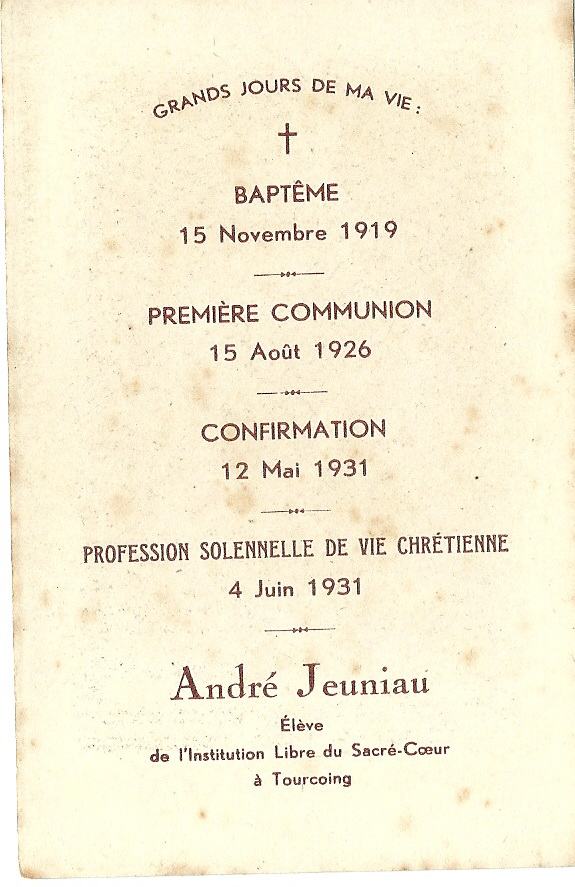 GRANDS JOURS DE MA VIE :
BAPTÊME
15 Novembre 1919
PREMIÈRE COMMUNION
15 Août 1926
CONFIRMATION
12 Mai 1931
PROFESSION SOLENNELLE DE VIE CHRÉTIENNE
4 Juin 1931
André Jeuniau
Élève
de l'Institution Libre du Sacré-Cœur
à Tourcoing